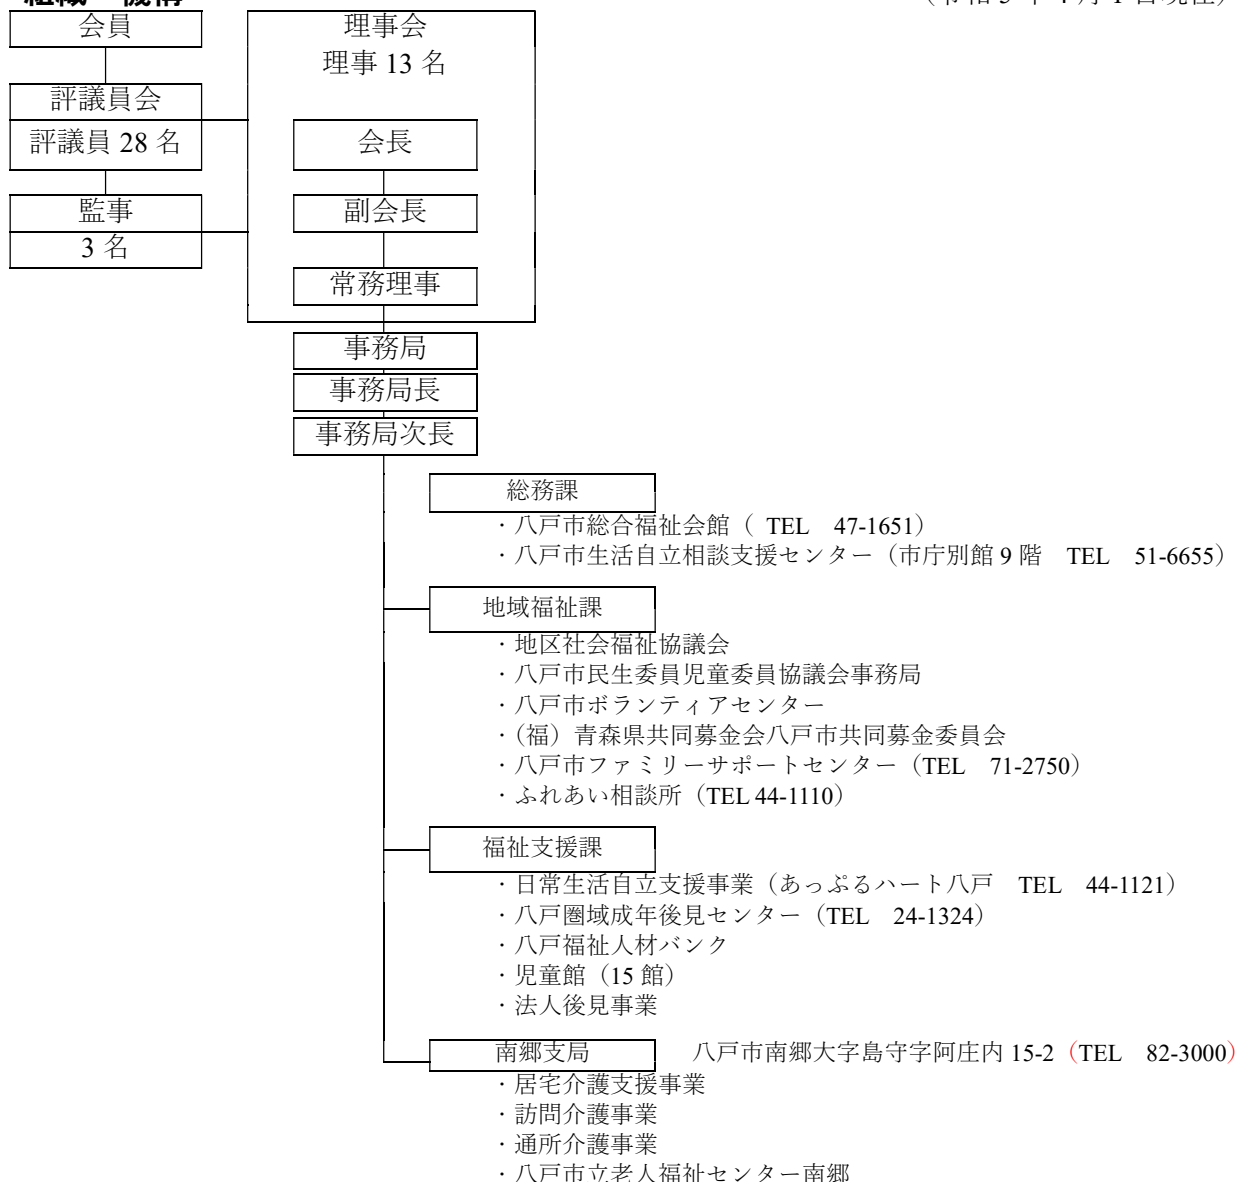 組織・機構
会員
評議員会
評議員 28 名
監事
3 名
理事会
理事 13 名
会長
副会長
常務理事
事務局
事務局長
事務局次長
総務課
・八戸市総合福祉会館（ TEL　47-1651）
・八戸市生活自立相談支援センター（市庁別館 9 階　TEL　51-6655）
地域福祉課
・地区社会福祉協議会
・八戸市民生委員児童委員協議会事務局
・八戸市ボランティアセンター
・（福）青森県共同募金会八戸市共同募金委員会
・八戸市ファミリーサポートセンター（TEL　71-2750）
・ふれあい相談所（TEL 44-1110）
福祉支援課
・日常生活自立支援事業（あっぷるハート八戸　TEL　44-1121）
・八戸圏域成年後見センター（TEL　24-1324）
・八戸福祉人材バンク
・児童館（15 館）
・法人後見事業
南郷支局　八戸市南郷大字島守字阿庄内 15-2（TEL　82-3000）
・居宅介護支援事業
・訪問介護事業
・通所介護事業
・八戸市立老人福祉センター南郷